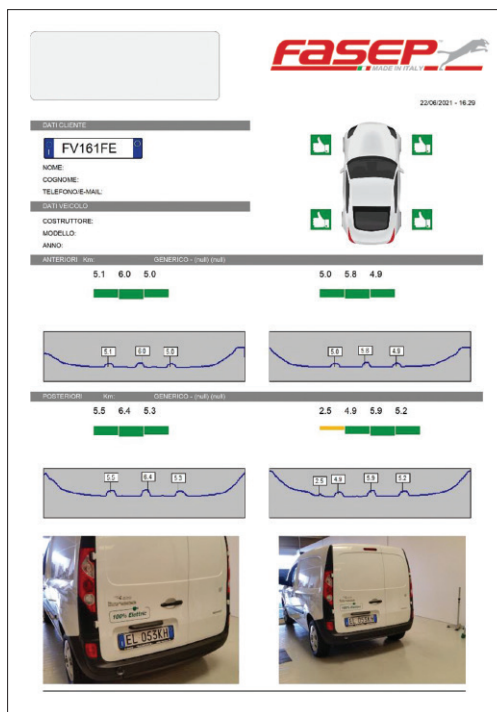 FASEP
MADE IN ITALY
22/06/2021 - 16.29
DATI CLIENTE
I FV161FE
NOME:
COGNOME:
TELEFONO/E-MAIL:
DATI VEICOLO
COSTRUTTORE:
MODELLO:
ANNO:
ANTERIORI Km: GENERICO - (null) (null)
5.1 6.0 5.0 5.0 5.8 4.9
5.1 6.0 5.0 5.0 5.8 4.9
POSTERIORI Km: GENERICO - (null) (null)
5.5 6.4 5.3 2.5 4.9 5.9 5.2
5.5 6.4 5.3 2.5 4.9 5.9 5.2
100% Elettric
EL 053KH
EL 053KH